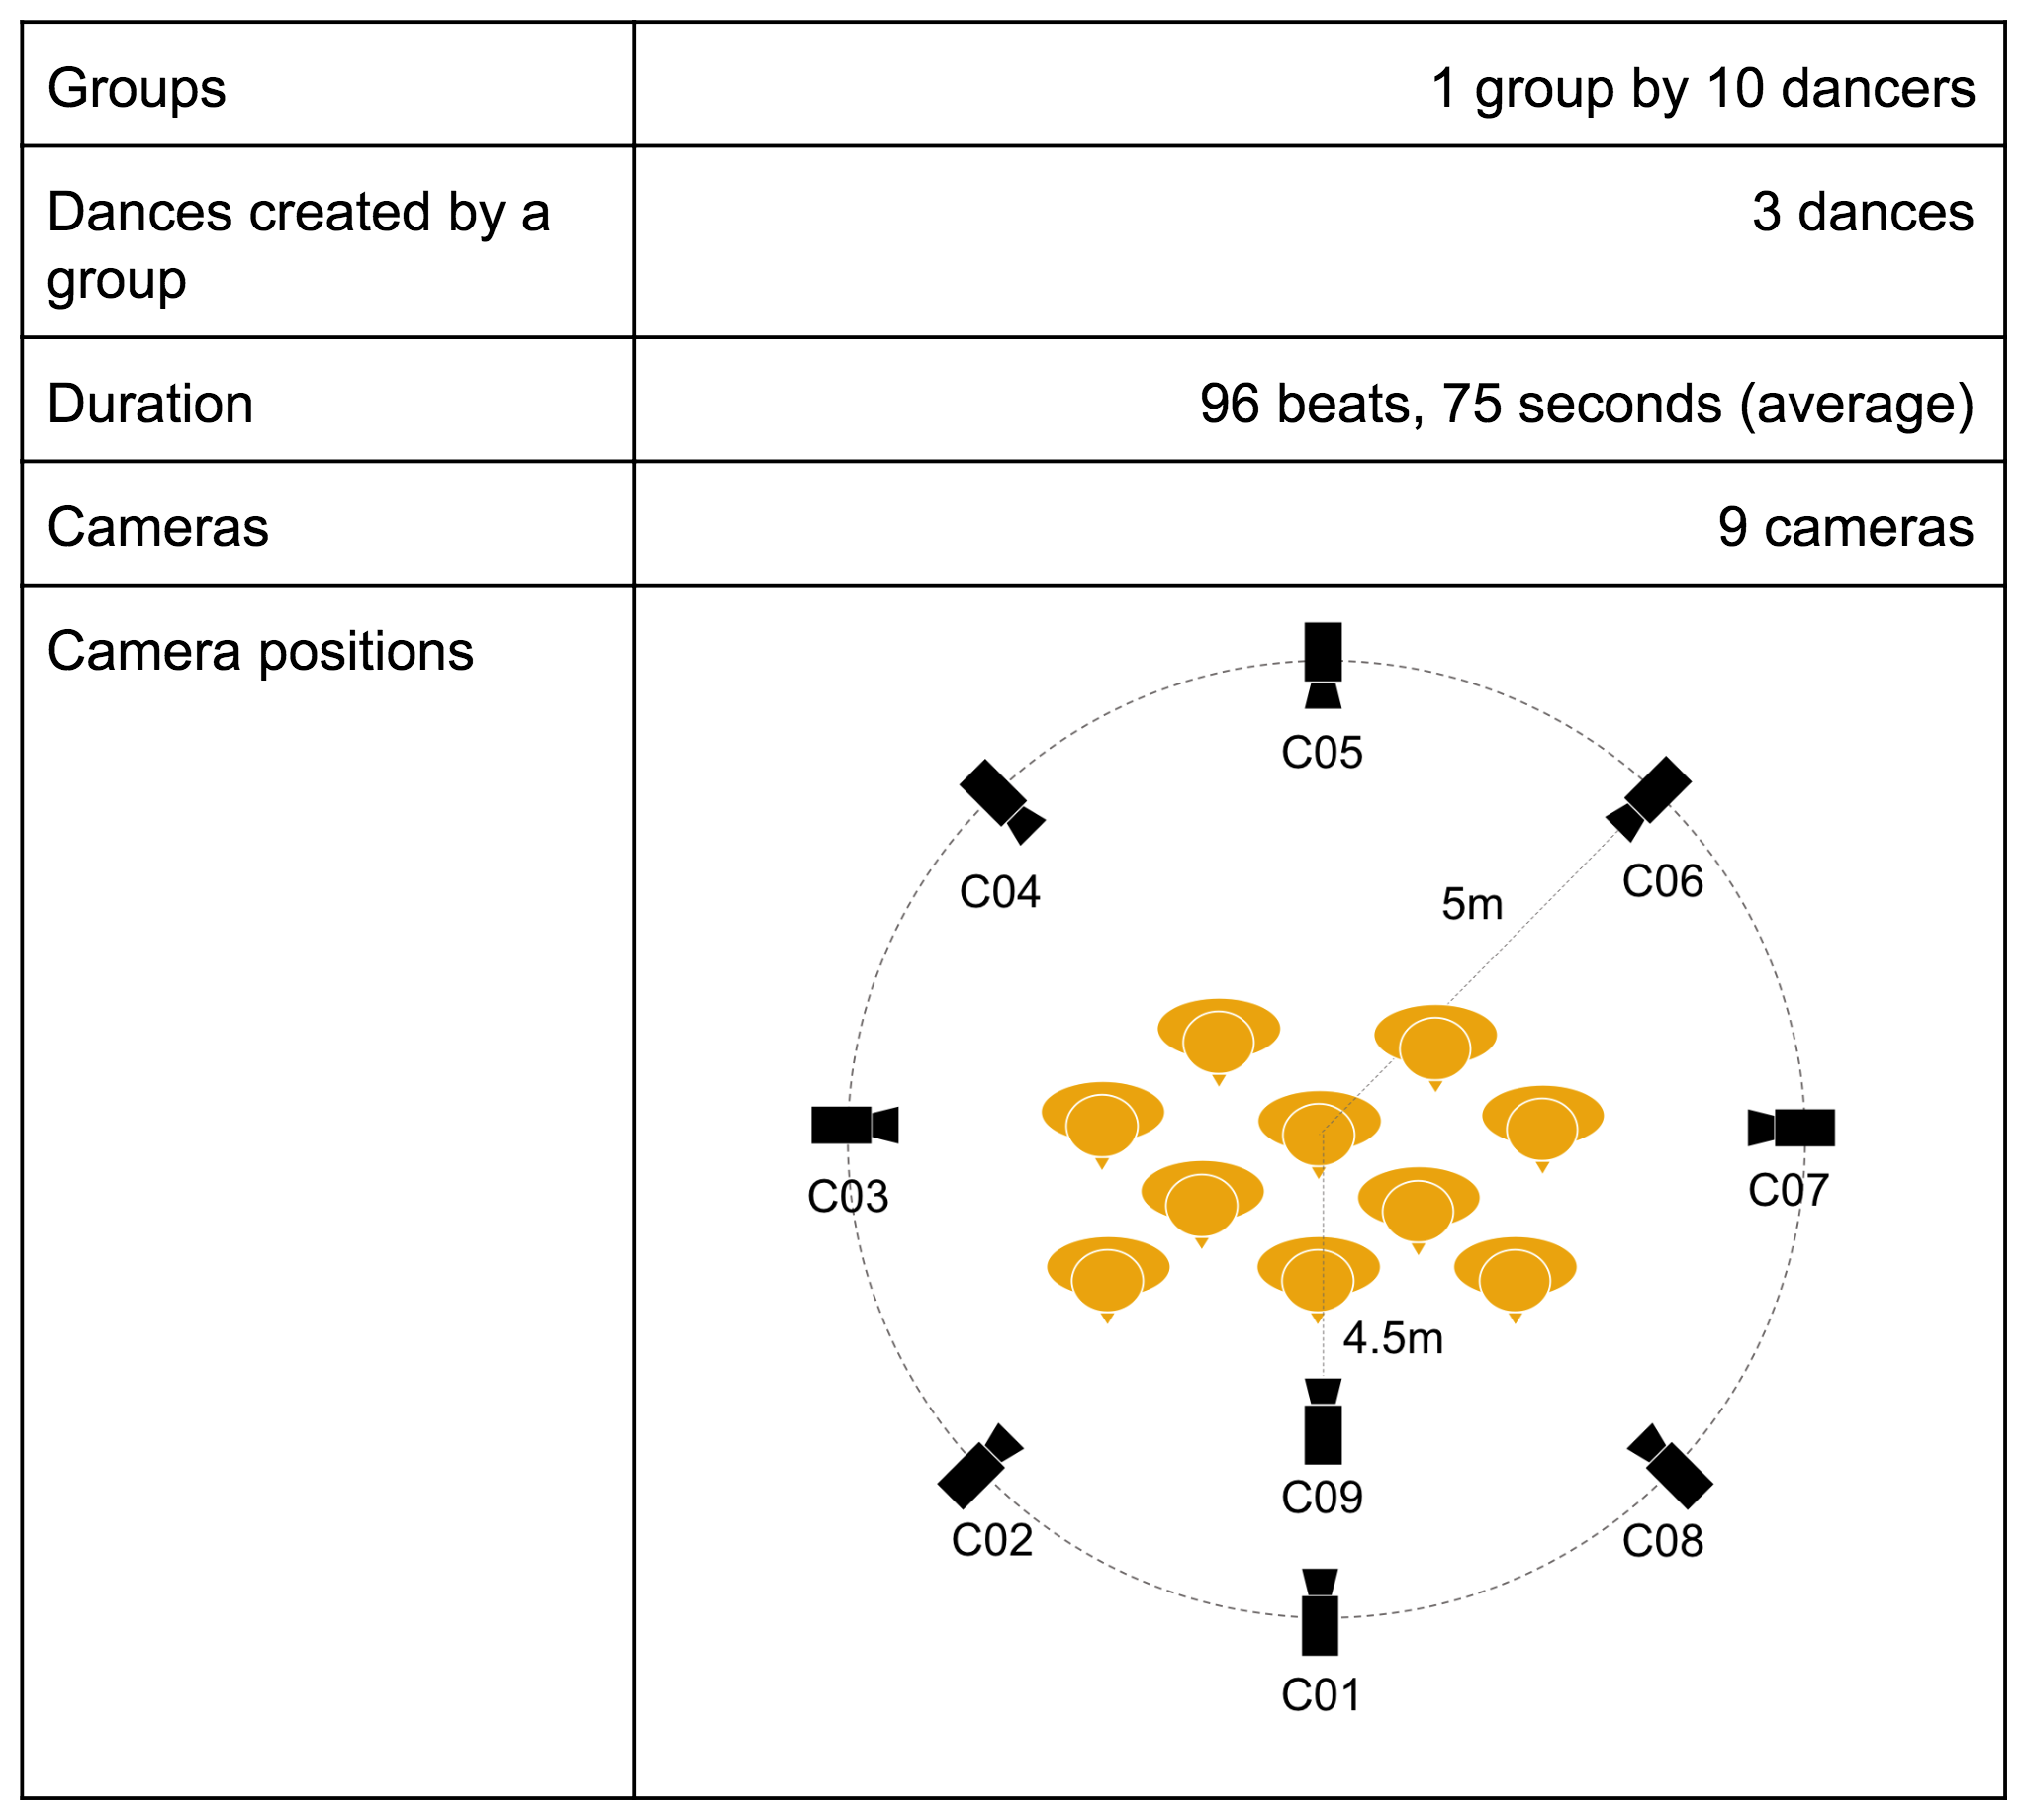 Groups
1 group by 10 dancers
Dances created by a
group
3 dances
Duration
96 beats, 75 seconds (average)
Cameras
9 cameras
Camera positions
C05
C04
C06
5m
C03
C07
4.5m
C09
C02
C08
C01